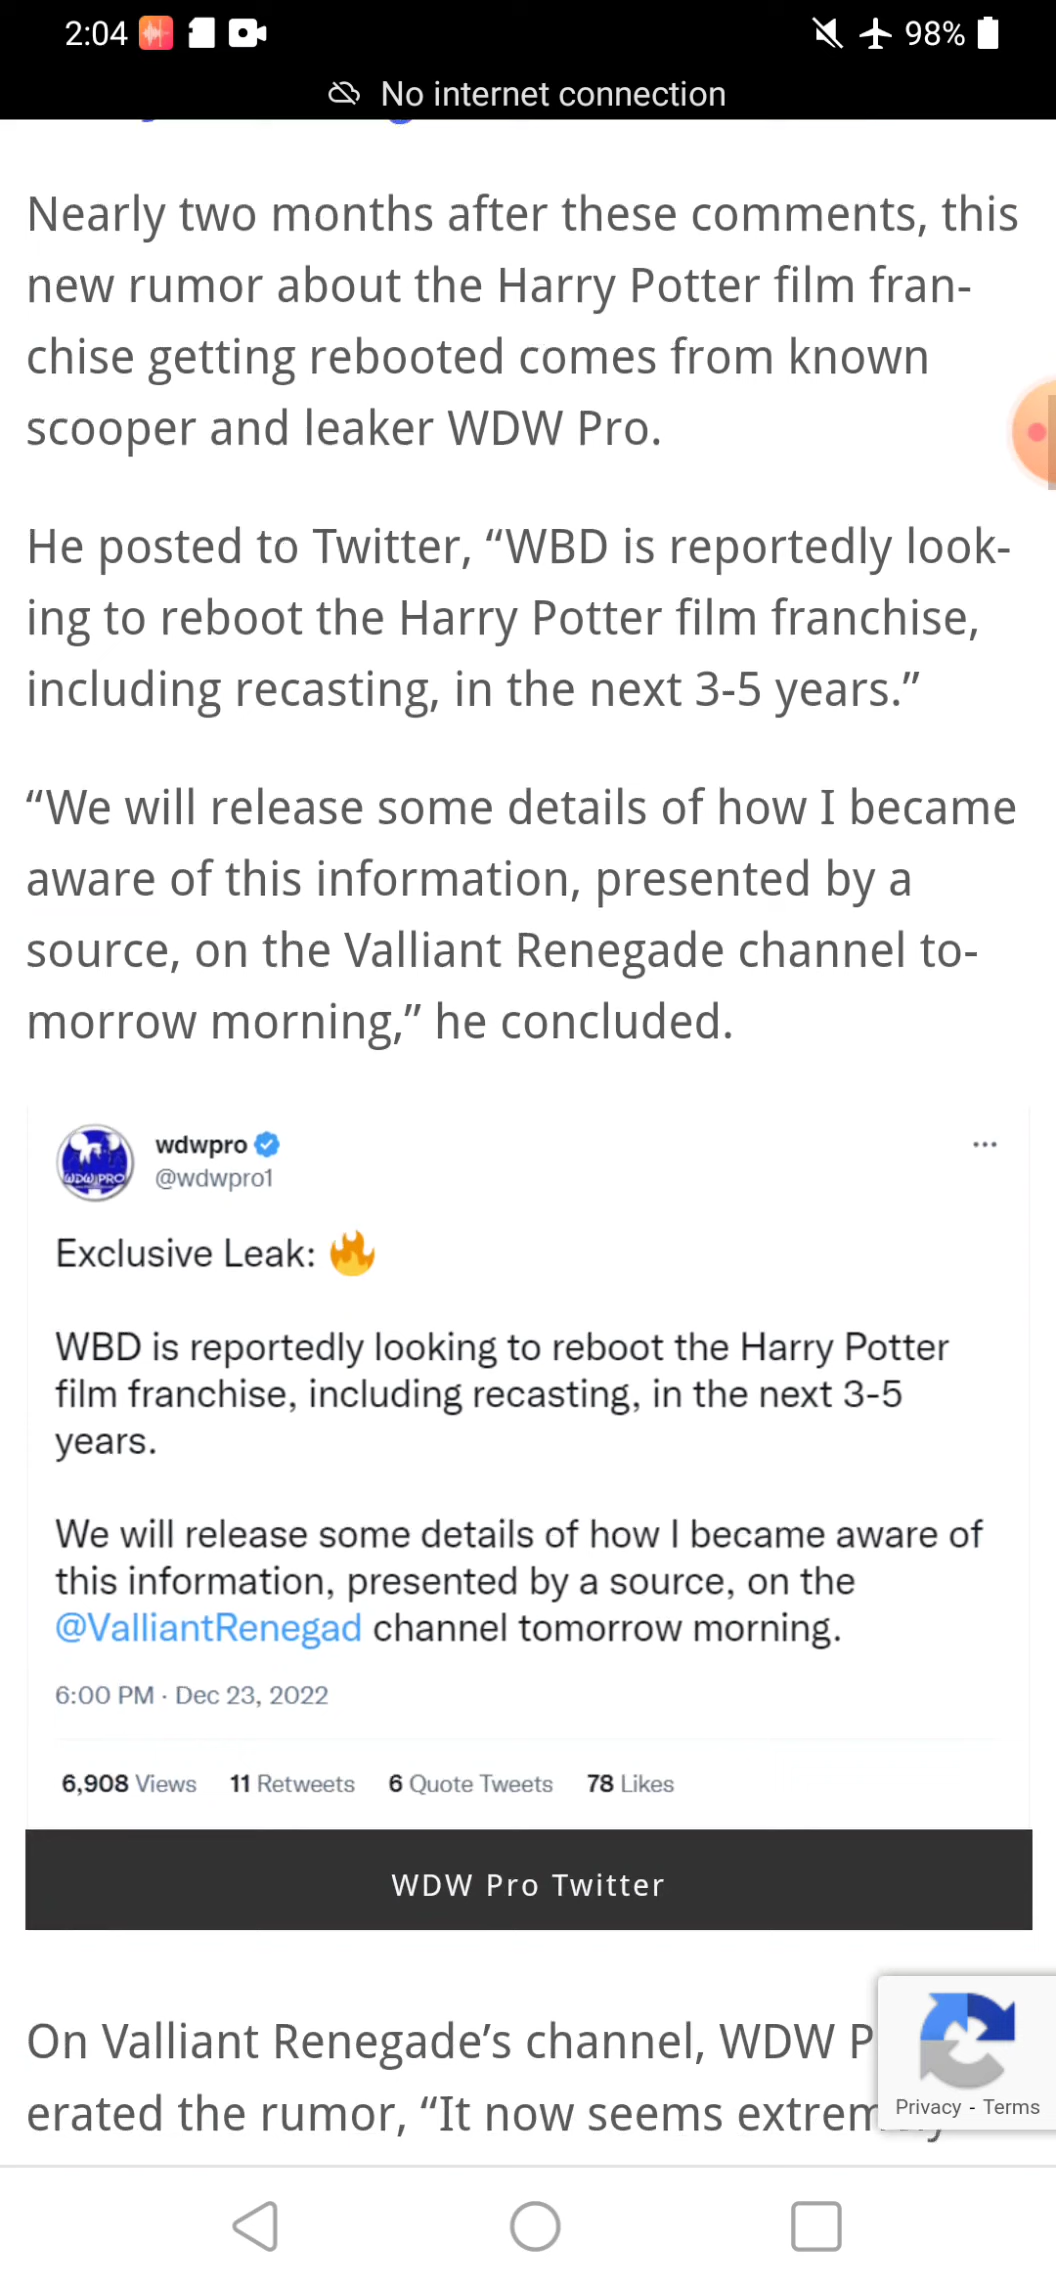 2:04
98%
No internet connection
Nearly two months after these comments, this
new rumor about the Harry Potter film fran-
chise getting rebooted comes from known
scooper and leaker WDW Pro.
He posted to Twitter, “WBD is reportedly look-
ing to reboot the Harry Potter film franchise,
including recasting, in the next 3-5 years.”
“We will release some details of how I became
aware of this information, presented by a
source, on the Valliant Renegade channel to-
morrow morning,” he concluded.
WDW PRO
wdwpro
@wdwpro1
Exclusive Leak: 🔥
WBD is reportedly looking to reboot the Harry Potter
film franchise, including recasting, in the next 3-5
years.
We will release some details of how I became aware of
this information, presented by a source, on the
@ValliantRenegad channel tomorrow morning.
6:00 PM · Dec 23, 2022
6,908 Views 11 Retweets 6 Quote Tweets 78 Likes
WDW Pro Twitter
On Valliant Renegade’s channel, WDW P
erated the rumor, “It now seems extrem
Privacy - Terms